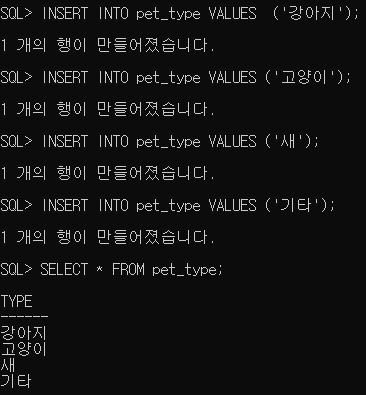 SQL> INSERT INTO pet_type VALUES  ('강아지');
1 개의 행이 만들어졌습니다.
SQL> INSERT INTO pet_type VALUES ('고양이');
1 개의 행이 만들어졌습니다.
SQL> INSERT INTO pet_type VALUES ('새');
1 개의 행이 만들어졌습니다.
SQL> INSERT INTO pet_type VALUES ('기타');
1 개의 행이 만들어졌습니다.
SQL> SELECT * FROM pet_type;
TYPE
------
강아지
고양이
새
기타